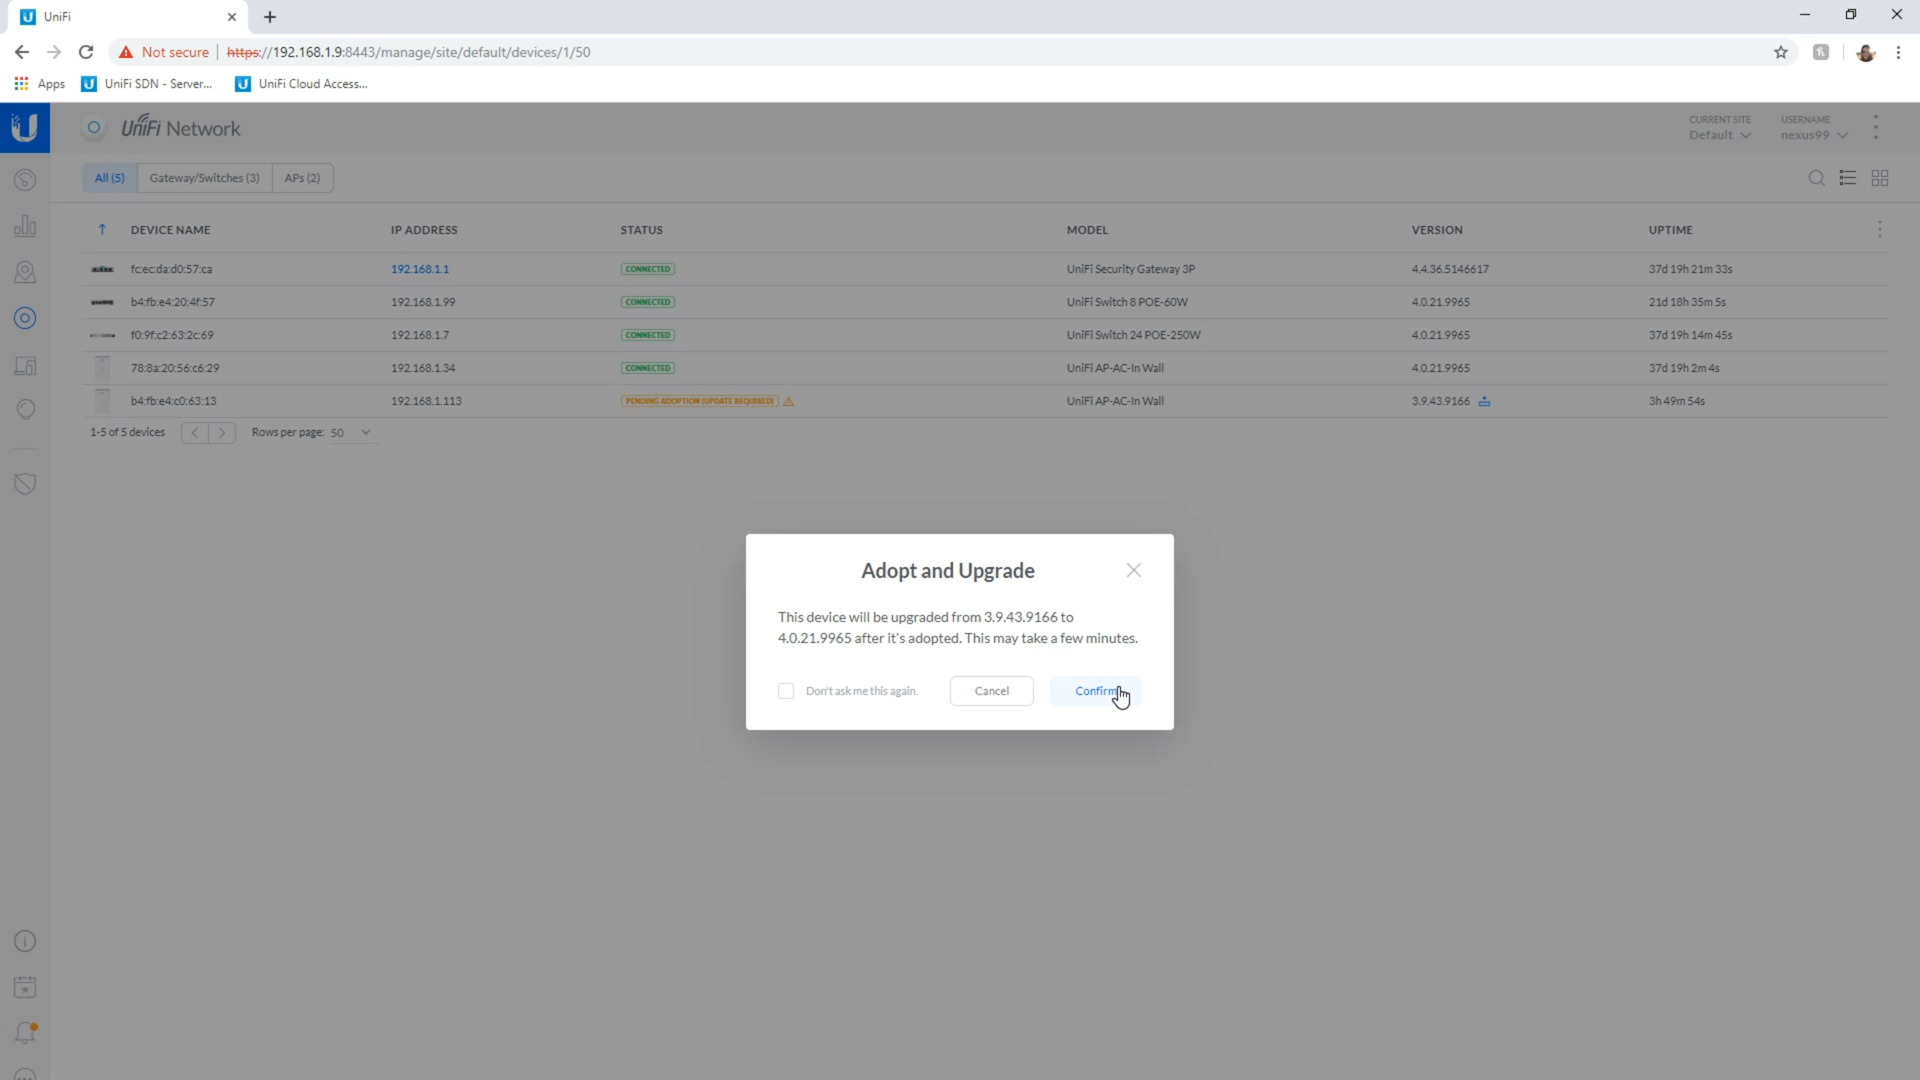 UniFi
Not secure https://192.168.1.9:8443/manage/site/default/devices/1/50
Apps UniFi SDN - Server... UniFi Cloud Access...
UniFi Network
CURRENT SITE USERNAME
Default nexus99
All (5) Gateway/Switches (3) APs (2)
DEVICE NAME IP ADDRESS STATUS MODEL VERSION UPTIME
fc:ec:da:d0:57:ca 192.168.1.1 CONNECTED UniFi Security Gateway 3P 4.4.36.5146617 37d 19h 21m 33s
b4:fb:e4:20:4f:57 192.168.1.99 CONNECTED UniFi Switch 8 POE-60W 4.0.21.9965 21d 18h 35m 5s
f0:9f:c2:63:2c:69 192.168.1.7 CONNECTED UniFi Switch 24 POE-250W 4.0.21.9965 37d 19h 14m 45s
78:8a:20:56:c6:29 192.168.1.34 CONNECTED UniFi AP-AC-In Wall 4.0.21.9965 37d 19h 2m 4s
b4:fb:e4:c0:63:13 192.168.1.113 PENDING ADOPTION (UPDATE REQUIRED) UniFi AP-AC-In Wall 3.9.43.9166 3h 49m 54s
1-5 of 5 devices Rows per page: 50
Adopt and Upgrade
This device will be upgraded from 3.9.43.9166 to
4.0.21.9965 after it's adopted. This may take a few minutes.
Don't ask me this again. Cancel Confirm